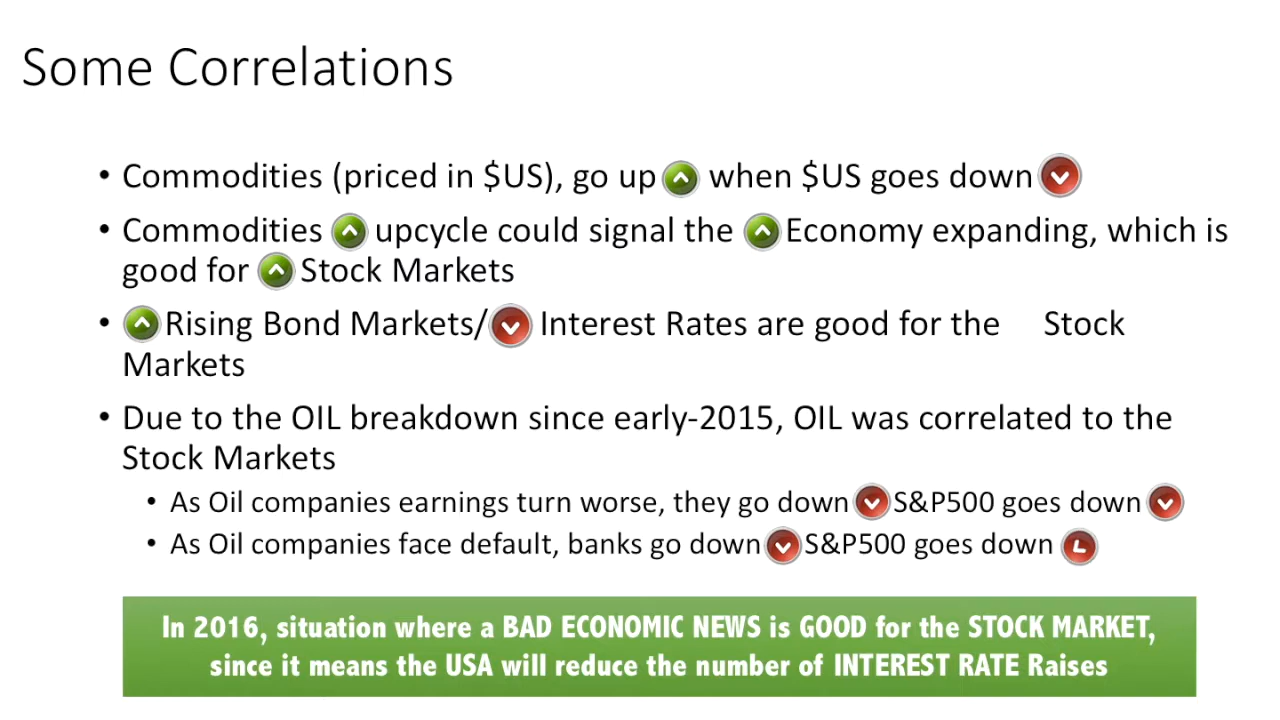 Some Correlations
• Commodities (priced in $US), go up when $US goes down
• Commodities upcycle could signal the Economy expanding, which is
good for Stock Markets
• Rising Bond Markets/ Interest Rates are good for the Stock
Markets
• Due to the OIL breakdown since early-2015, OIL was correlated to the
Stock Markets
• As Oil companies earnings turn worse, they go down S&P500 goes down
• As Oil companies face default, banks go down S&P500 goes down
In 2016, situation where a BAD ECONOMIC NEWS is GOOD for the STOCK MARKET,
since it means the USA will reduce the number of INTEREST RATE Raises